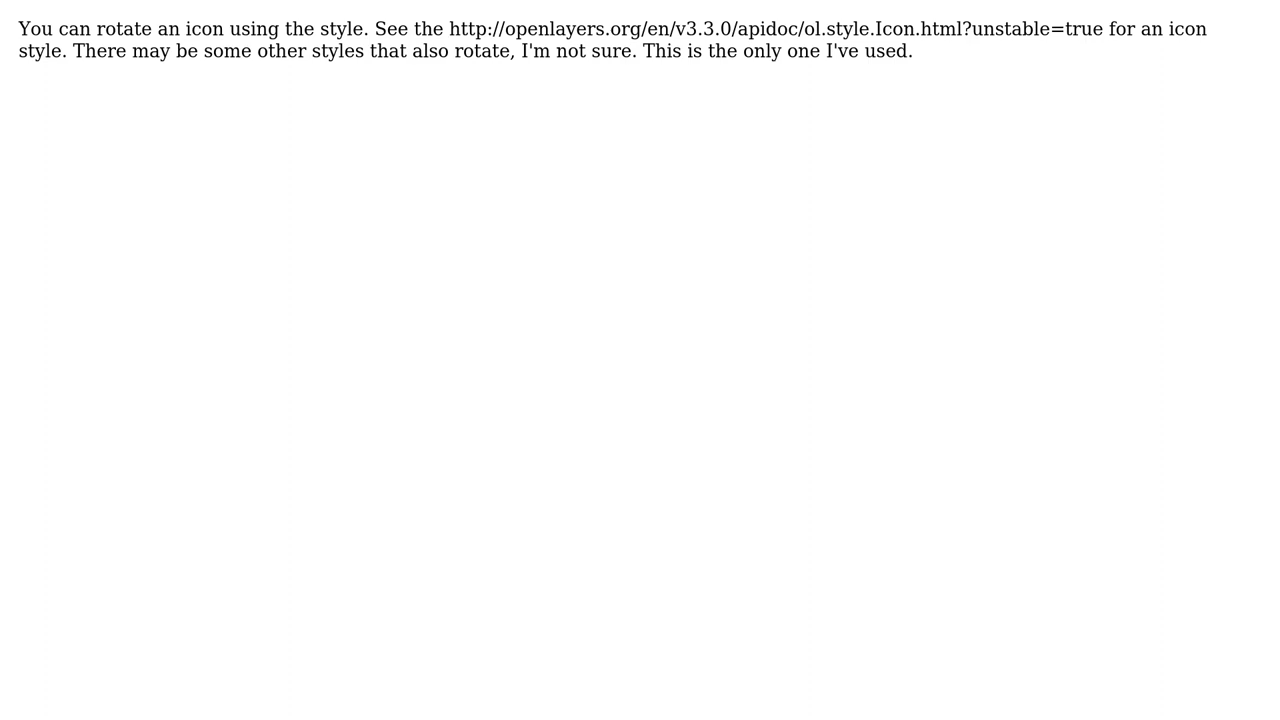 You can rotate an icon using the style. See the http://openlayers.org/en/v3.3.0/apidoc/ol.style.Icon.html?unstable=true for an icon
style. There may be some other styles that also rotate, I'm not sure. This is the only one I've used.